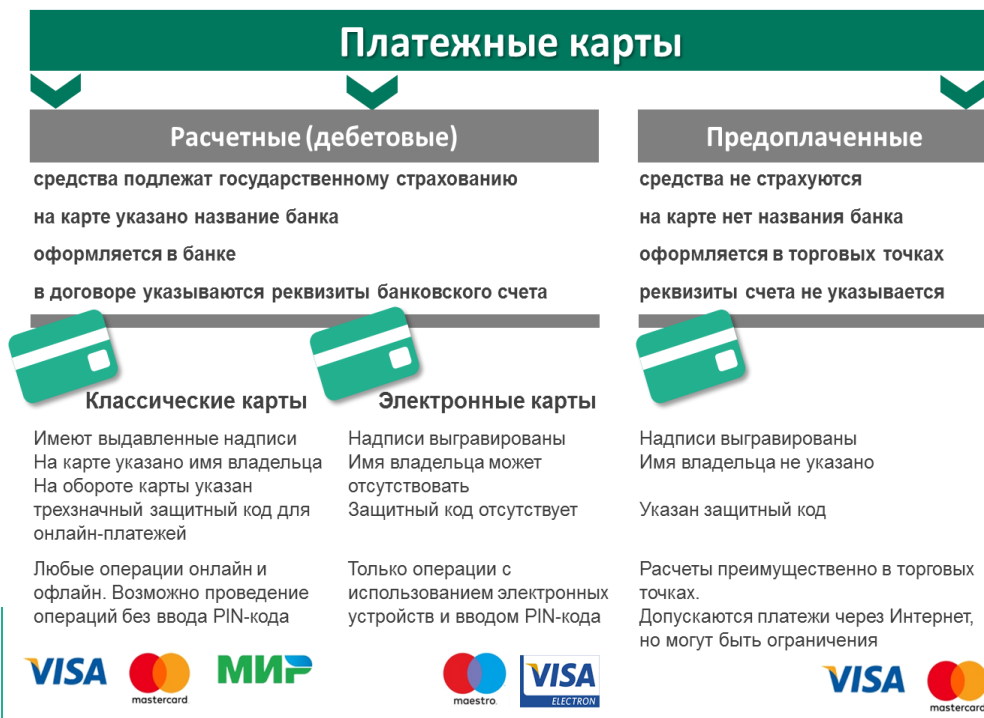 Платежные карты
Расчетные (дебетовые)
средства подлежат государственному страхованию
на карте указано название банка
оформляется в банке
в договоре указываются реквизиты банковского счета
Предоплаченные
средства не страхуются
на карте нет названия банка
оформляется в торговых точках
реквизиты счета не указывается
Классические карты
Имеют выдавленные надписи
На карте указано имя владельца
На обороте карты указан
трехзначный защитный код для
онлайн-платежей
Любые операции онлайн и
офлайн. Возможно проведение
операций без ввода PIN-кода
VISA
mastercard
МИР
Электронные карты
Надписи выгравированы
Имя владельца может
отсутствовать
Защитный код отсутствует
Только операции с
использованием электронных
устройств и вводом PIN-кода
maestro
VISA
ELECTRON
Надписи выгравированы
Имя владельца не указано
Указан защитный код
Расчеты преимущественно в торговых
точках.
Допускаются платежи через Интернет,
но могут быть ограничения
VISA
mastercard